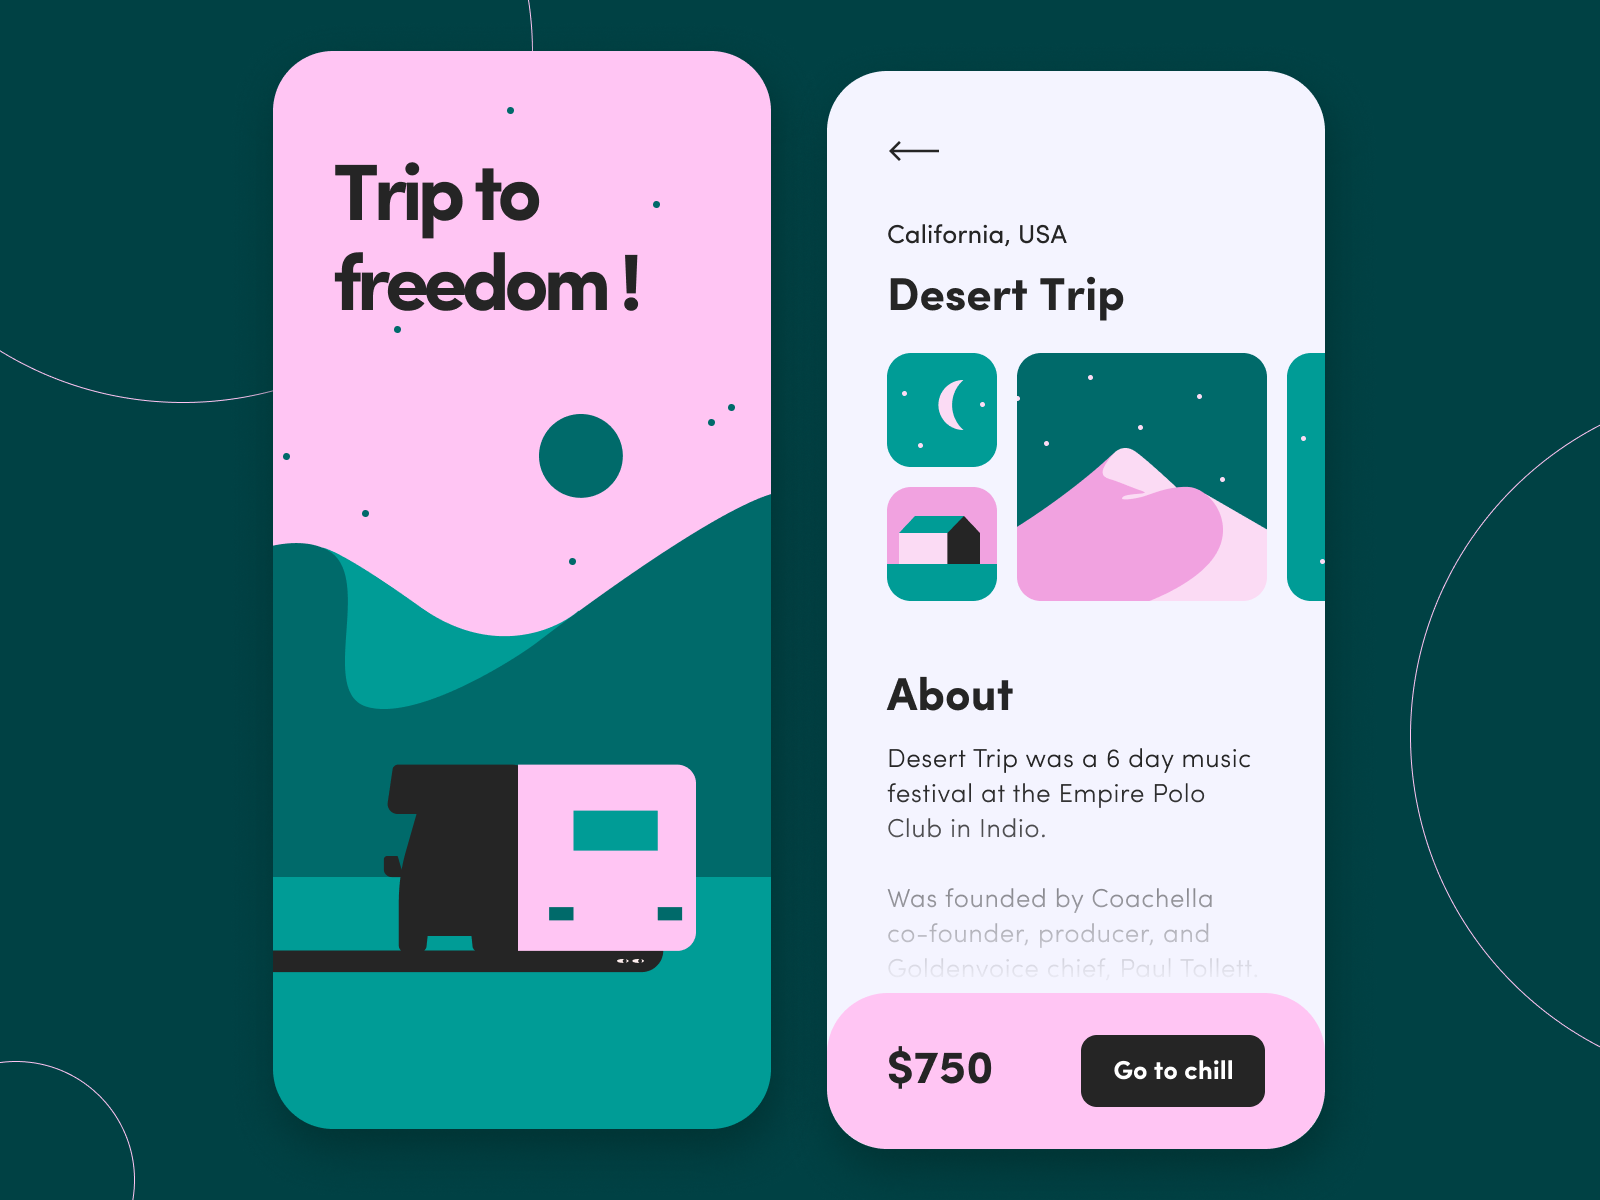 Trip to
freedom !
California, USA
Desert Trip
About
Desert Trip was a 6 day music
festival at the Empire Polo
Club in Indio.
Was founded by Coachella
co-founder, producer, and
Goldenvoice chief, Paul Tollett.
$750
Go to chill